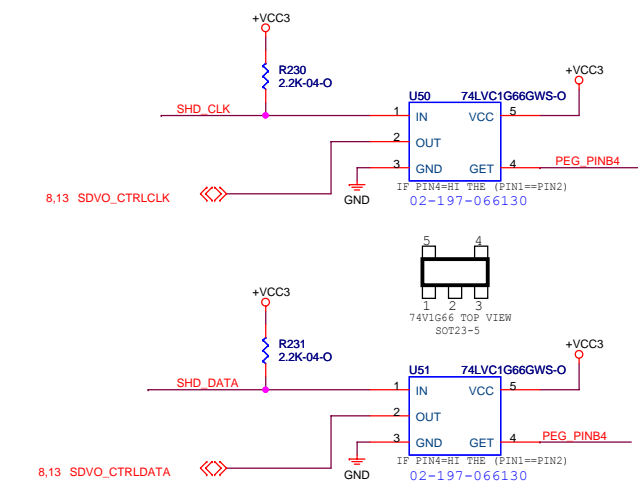 +VCC3
R230
2.2K-04-O
+VCC3
U50 74LVC1G66GWS-O
SHD_CLK
1 IN VCC 5
2 OUT
3 GND GET 4 PEG_PINB4
IF PIN4=HI THE (PIN1==PIN2)
02-197-066130
8,13 SDVO_CTRLCLK
GND
5 4
1 2 3
74V1G66 TOP VIEW
SOT23-5
+VCC3
R231
2.2K-04-O
+VCC3
U51 74LVC1G66GWS-O
SHD_DATA
1 IN VCC 5
2 OUT
3 GND GET 4 PEG_PINB4
IF PIN4=HI THE (PIN1==PIN2)
02-197-066130
8,13 SDVO_CTRLDATA
GND